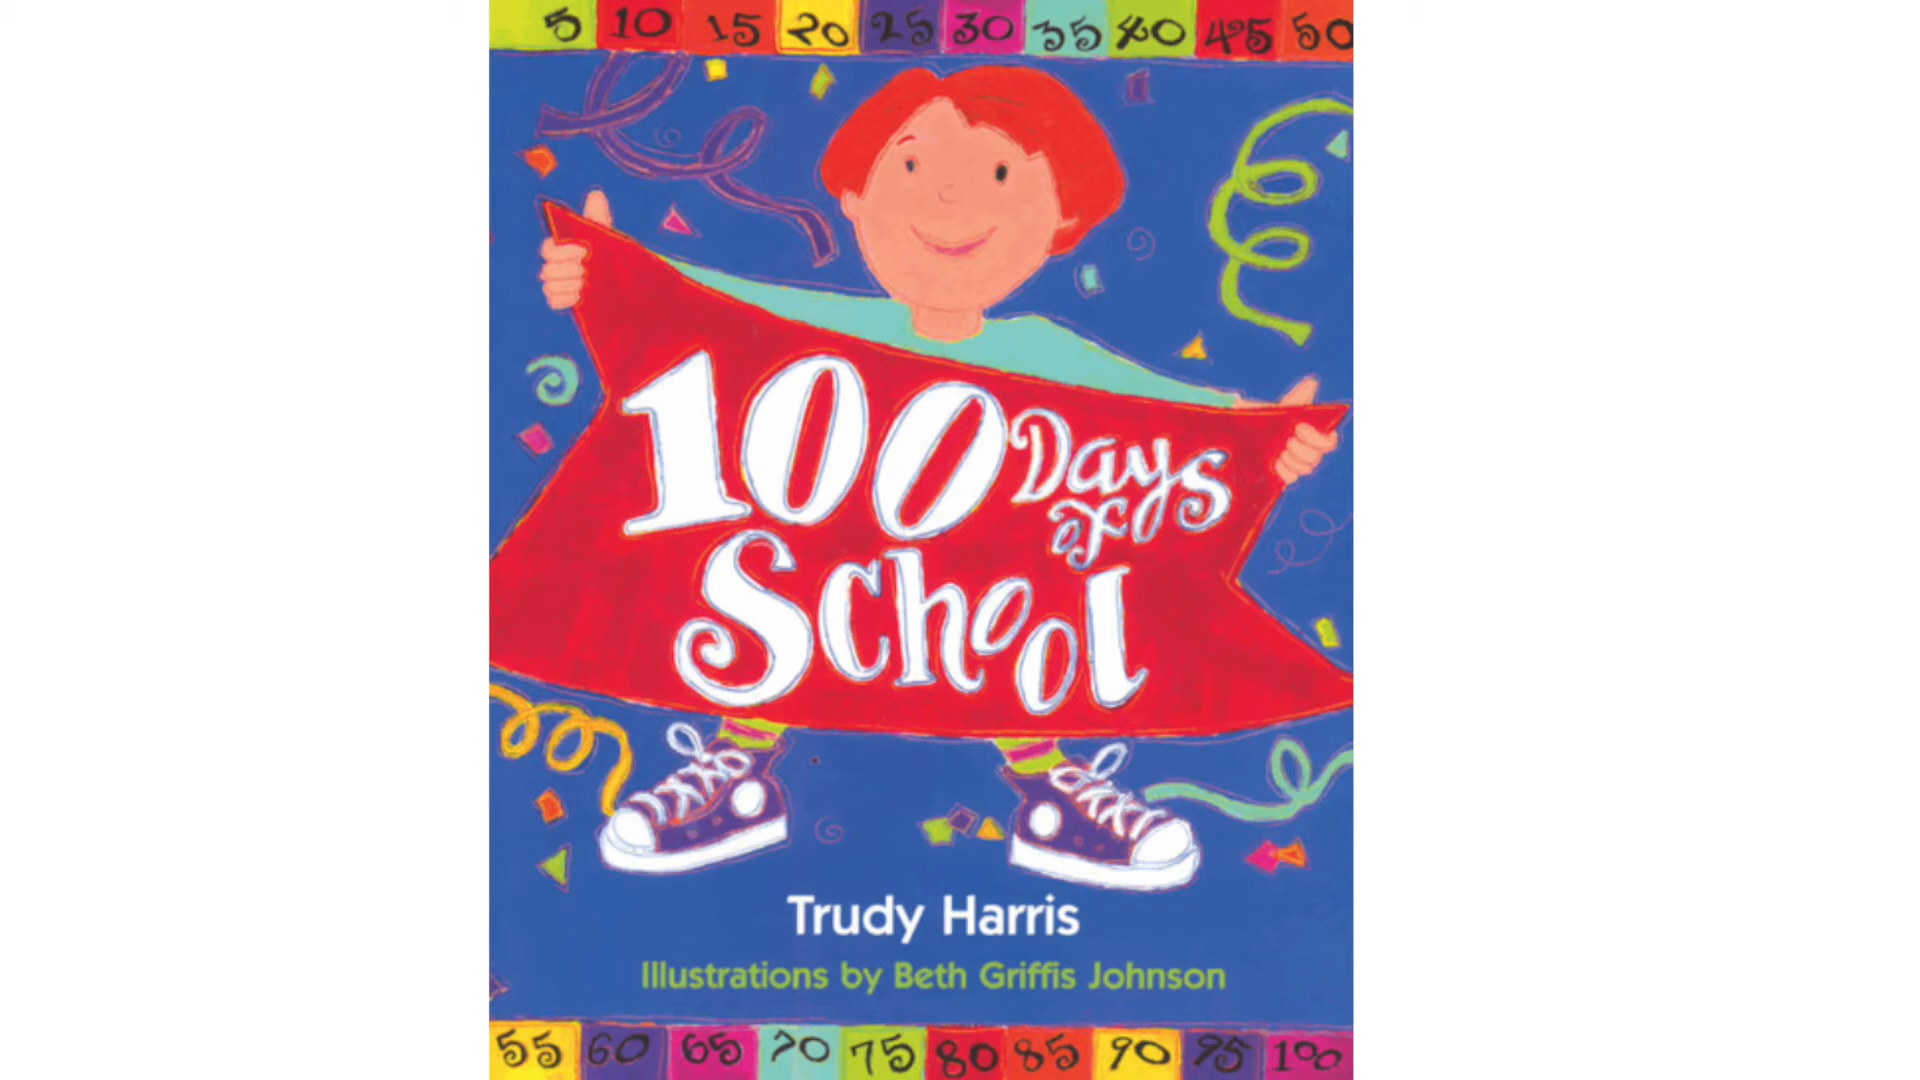 5 10 15 20 25 30 35 40 45 50
100 Days
of
School
Trudy Harris
Illustrations by Beth Griffis Johnson
55 60 65 70 75 80 85 90 95 100